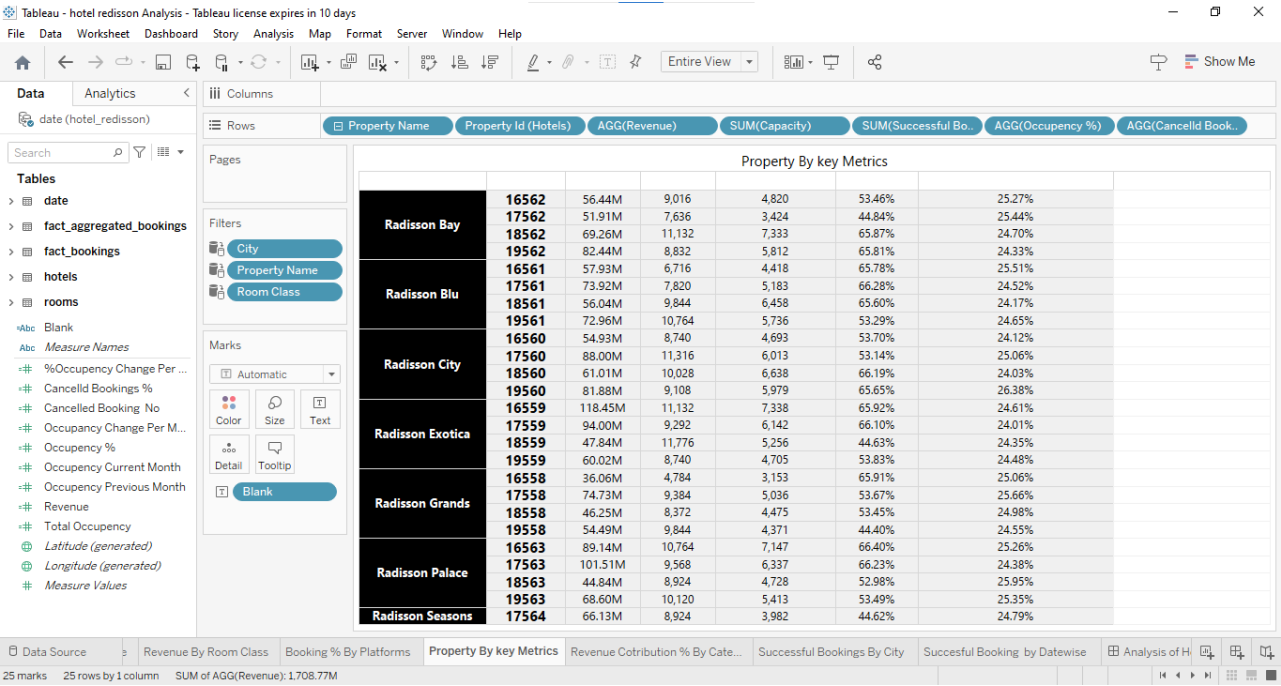 Tableau - hotel redisson Analysis - Tableau license expires in 10 days
File Data Worksheet Dashboard Story Analysis Map Format Server Window Help
Entire View
Show Me
Data Analytics
date (hotel_redisson)
Search
Tables
date
fact_aggregated_bookings
fact_bookings
hotels
rooms
Abc Blank
Abc Measure Names
%Occupency Change Per ...
Cancelld Bookings %
Cancelled Booking No
Occupancy Change Per M...
Occupency %
Occupency Current Month
Occupency Previous Month
Revenue
Total Occupency
Latitude (generated)
Longitude (generated)
Measure Values
Columns
Rows
Property Name Property Id (Hotels) AGG(Revenue) SUM(Capacity) SUM(Successful Bo.. AGG(Occupency %) AGG(Cancelld Book..
Pages
Filters
City
Property Name
Room Class
Marks
Automatic
Color Size Text
Detail Tooltip
Blank
Property By key Metrics
Radisson Bay
16562 56.44M 9,016 4,820 53.46% 25.27%
17562 51.91M 7,636 3,424 44.84% 25.44%
18562 69.26M 11,132 7,333 65.87% 24.70%
19562 82.44M 8,832 5,812 65.81% 24.33%
Radisson Blu
16561 57.93M 6,716 4,418 65.78% 25.51%
17561 73.92M 7,820 5,183 66.28% 24.52%
18561 56.04M 9,844 6,458 65.60% 24.17%
19561 72.96M 10,764 5,736 53.29% 24.65%
Radisson City
16560 54.93M 8,740 4,693 53.70% 24.12%
17560 88.00M 11,316 6,013 53.14% 25.06%
18560 61.01M 10,028 6,638 66.19% 24.03%
19560 81.88M 9,108 5,979 65.65% 26.38%
Radisson Exotica
16559 118.45M 11,132 7,338 65.92% 24.61%
17559 94.00M 9,292 6,142 66.10% 24.01%
18559 47.84M 11,776 5,256 44.63% 24.35%
19559 60.02M 8,740 4,705 53.83% 24.48%
Radisson Grands
16558 36.06M 4,784 3,153 65.91% 25.06%
17558 74.73M 9,384 5,036 53.67% 25.66%
18558 46.25M 8,372 4,475 53.45% 24.98%
19558 54.49M 9,844 4,371 44.40% 24.55%
Radisson Palace
16563 89.14M 10,764 7,147 66.40% 25.26%
17563 101.51M 9,568 6,337 66.23% 24.38%
18563 44.84M 8,924 4,728 52.98% 25.95%
19563 68.60M 10,120 5,413 53.49% 25.35%
Radisson Seasons 17564 66.13M 8,924 3,982 44.62% 24.79%
Data Source e Revenue By Room Class Booking % By Platforms Property By key Metrics Revenue Cotribution % By Cate... Successful Bookings By City Succesful Booking by Datewise Analysis of H
25 marks 25 rows by 1 column SUM of AGG(Revenue): 1,708.77M